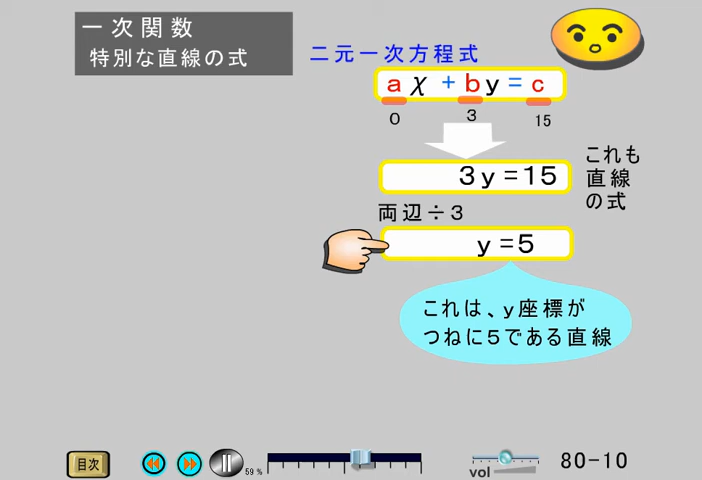 一次関数
特別な直線の式
二元一次方程式
aχ+by=c
0 3 15
3y=15
これも
直線
の式
両辺÷3
y=5
これは、y座標が
つねに5である直線
目次
59%
vol
80-10